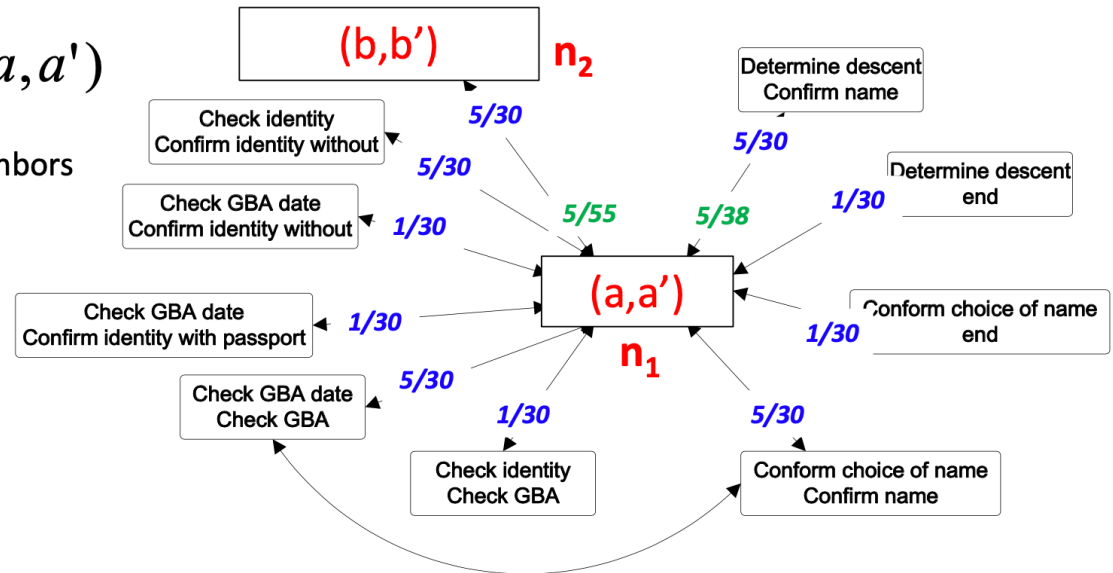 a,a')
nbors
(b,b’)
n2
5/30
Check identity
Confirm identity without
5/30
Check GBA date
Confirm identity without
1/30
Check GBA date
Confirm identity with passport
1/30
Check GBA date
Check GBA
5/30
Check identity
Check GBA
1/30
5/55
5/38
(a,a’)
n1
Determine descent
Confirm name
5/30
Determine descent
end
1/30
Conform choice of name
end
1/30
5/30
Conform choice of name
Confirm name